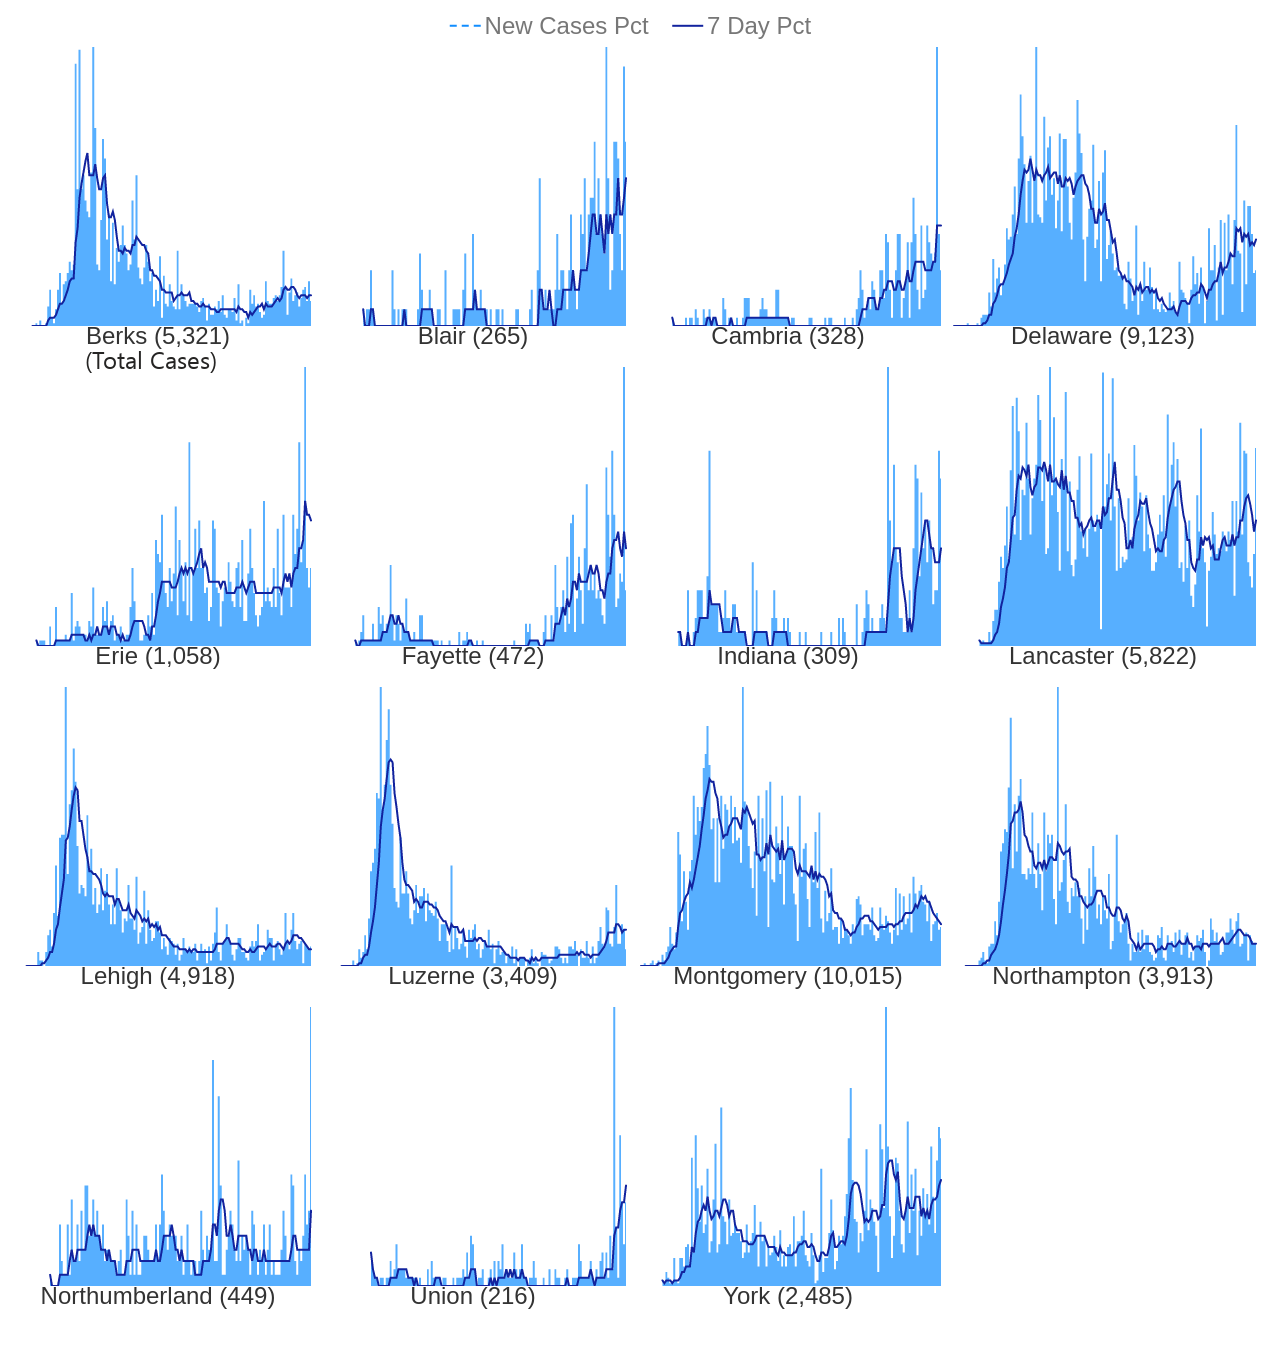 New Cases Pct 7 Day Pct
Berks (5,321) Blair (265) Cambria (328) Delaware (9,123)
(Total Cases)
Erie (1,058) Fayette (472) Indiana (309) Lancaster (5,822)
Lehigh (4,918) Luzerne (3,409) Montgomery (10,015) Northampton (3,913)
Northumberland (449) Union (216) York (2,485)